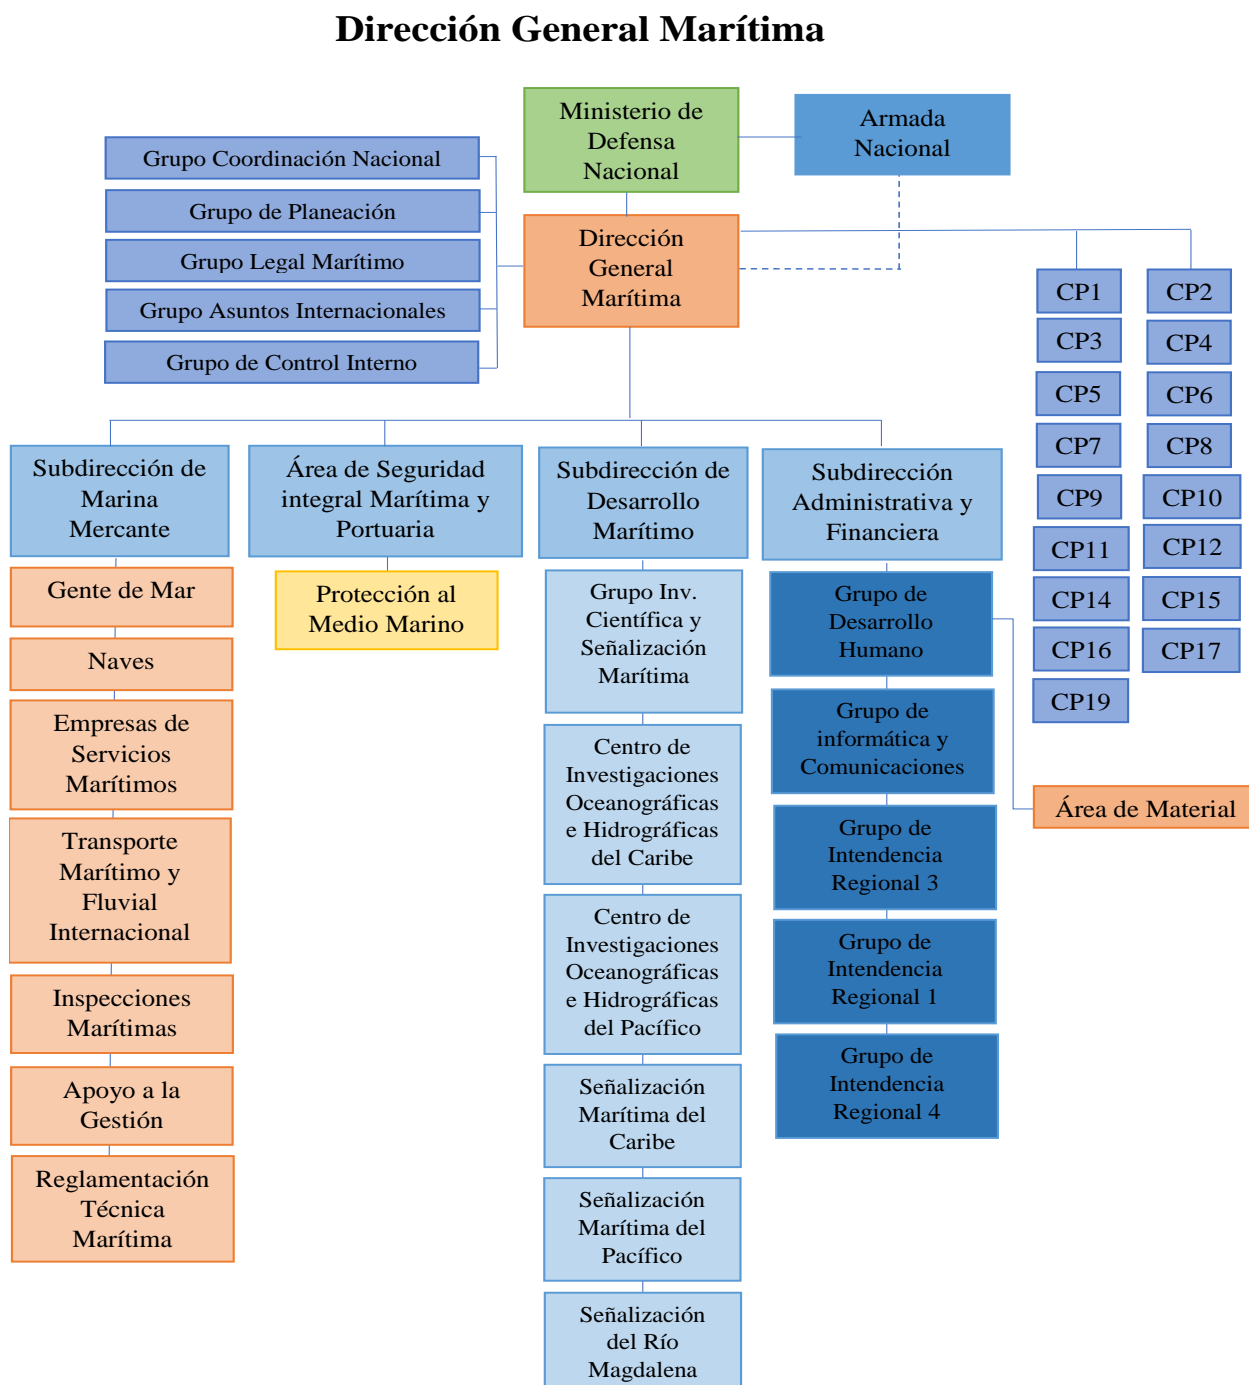 Dirección General Marítima
Ministerio de
Defensa
Nacional
Armada
Nacional
Grupo Coordinación Nacional
Grupo de Planeación
Grupo Legal Marítimo
Grupo Asuntos Internacionales
Grupo de Control Interno
Dirección
General
Marítima
CP1
CP2
CP3
CP4
CP5
CP6
CP7
CP8
CP9
CP10
CP11
CP12
CP14
CP15
CP16
CP17
CP19
Subdirección de
Marina
Mercante
Gente de Mar
Naves
Empresas de
Servicios
Marítimos
Transporte
Marítimo y
Fluvial
Internacional
Inspecciones
Marítimas
Apoyo a la
Gestión
Reglamentación
Técnica
Marítima
Área de Seguridad
integral Marítima y
Portuaria
Protección al
Medio Marino
Subdirección de
Desarrollo
Marítimo
Grupo Inv.
Científica y
Señalización
Marítima
Centro de
Investigaciones
Oceanográficas
e Hidrográficas
del Caribe
Centro de
Investigaciones
Oceanográficas
e Hidrográficas
del Pacífico
Señalización
Marítima del
Caribe
Señalización
Marítima del
Pacífico
Señalización
del Río
Magdalena
Subdirección
Administrativa y
Financiera
Grupo de
Desarrollo
Humano
Grupo de
informática y
Comunicaciones
Grupo de
Intendencia
Regional 3
Grupo de
Intendencia
Regional 1
Grupo de
Intendencia
Regional 4
Área de Material